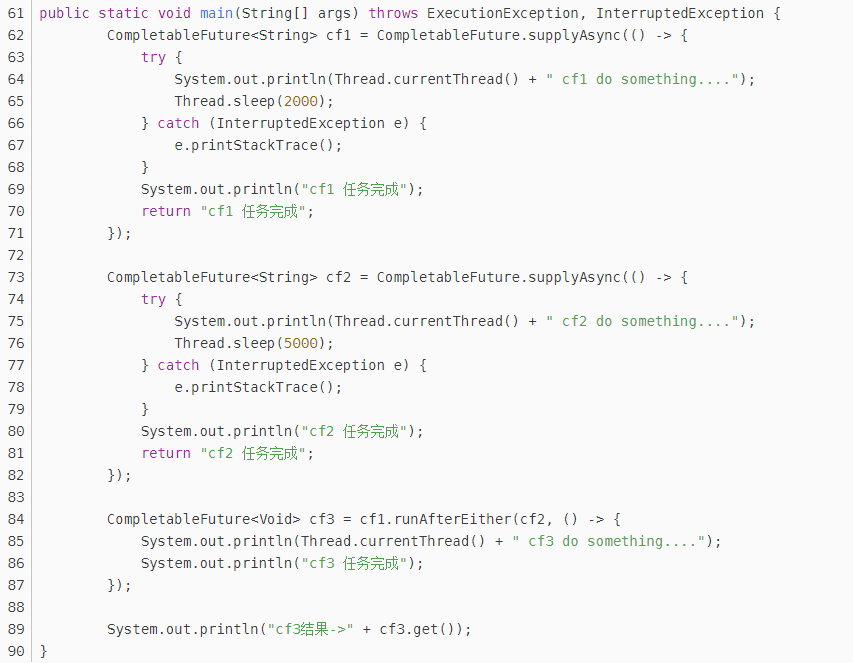 61 public static void main(String[] args) throws ExecutionException, InterruptedException {
62         CompletableFuture<String> cf1 = CompletableFuture.supplyAsync(() -> {
63             try {
64                 System.out.println(Thread.currentThread() + " cf1 do something....");
65                 Thread.sleep(2000);
66             } catch (InterruptedException e) {
67                 e.printStackTrace();
68             }
69             System.out.println("cf1 任务完成");
70             return "cf1 任务完成";
71         });
72
73         CompletableFuture<String> cf2 = CompletableFuture.supplyAsync(() -> {
74             try {
75                 System.out.println(Thread.currentThread() + " cf2 do something....");
76                 Thread.sleep(5000);
77             } catch (InterruptedException e) {
78                 e.printStackTrace();
79             }
80             System.out.println("cf2 任务完成");
81             return "cf2 任务完成";
82         });
83
84         CompletableFuture<Void> cf3 = cf1.runAfterEither(cf2, () -> {
85             System.out.println(Thread.currentThread() + " cf3 do something....");
86             System.out.println("cf3 任务完成");
87         });
88
89         System.out.println("cf3结果->" + cf3.get());
90 }